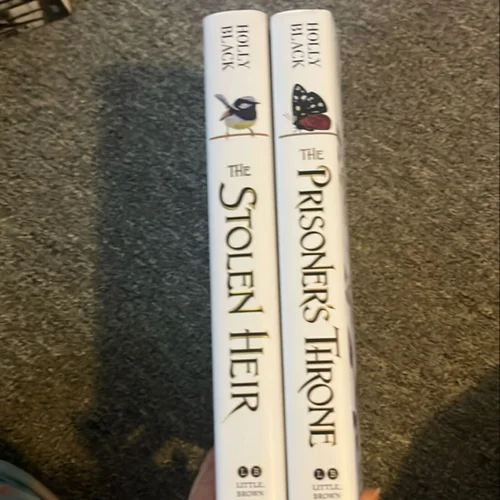 HOLLY
BLACK
THE
STOLEN HEIR
L B
LITTLE,
BROWN
HOLLY
BLACK
THE
PRISONER'S THRONE
L B
LITTLE,
BROWN